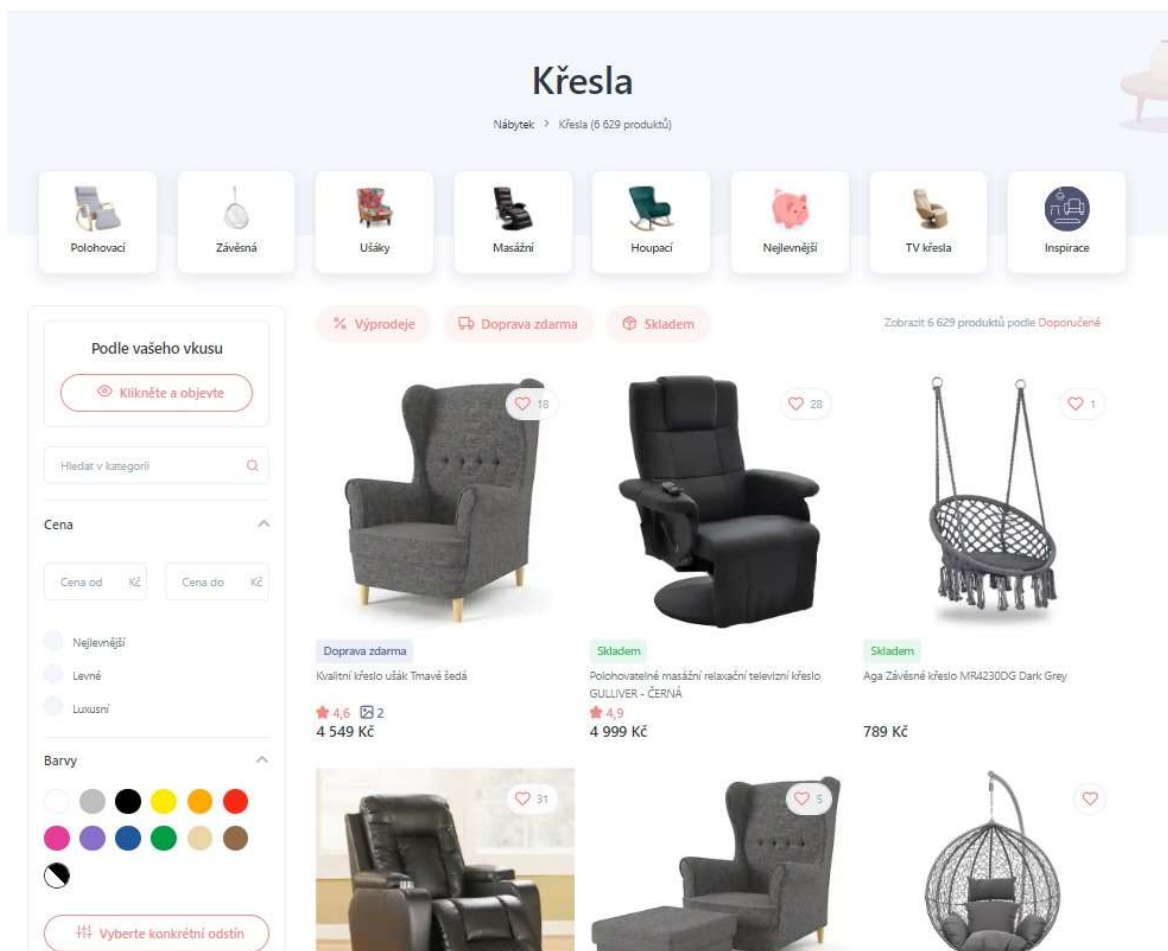 Křesla
Nábytek > Křesla (6 629 produktů)
Polohovací
Závěsná
Ušáky
Masážní
Houpací
Nejlevnější
TV křesla
Inspirace
Podle vašeho vkusu
Klikněte a objevte
Hledat v kategorii
Cena
Cena od Kč
Cena do Kč
Nejlevnější
Levné
Luxusní
Barvy
Vyberte konkrétní odstín
% Výprodeje
Doprava zdarma
Skladem
Zobrazit 6 629 produktů podle Doporučené
18
Doprava zdarma
Kvalitní křeslo ušák Tmavě šedá
4,6 2
4 549 Kč
28
Skladem
Polohovatelné masážní relaxační televizní křeslo
GULLIVER - ČERNÁ
4,9
4 999 Kč
1
Skladem
Aga Závěsné křeslo MR4230DG Dark Grey
789 Kč
31
5